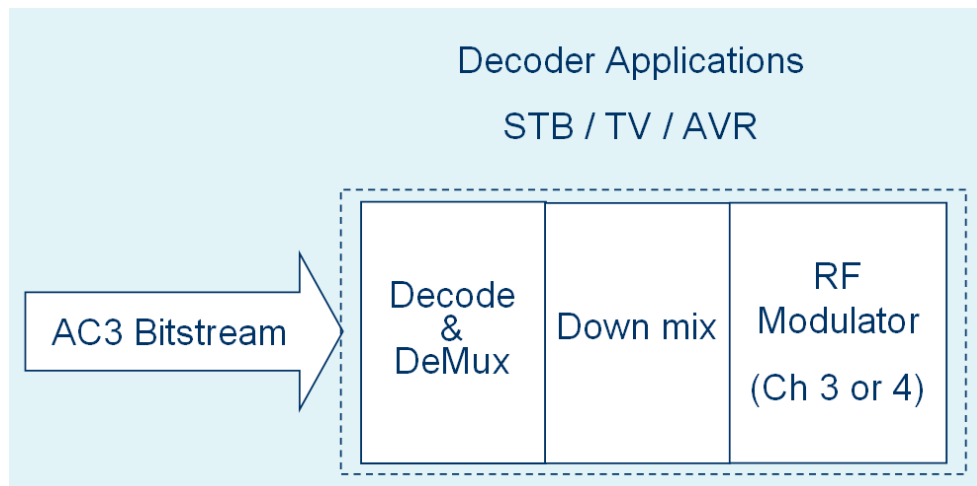 Decoder Applications
STB / TV / AVR
AC3 Bitstream
Decode
&
DeMux
Down mix
RF
Modulator
(Ch 3 or 4)